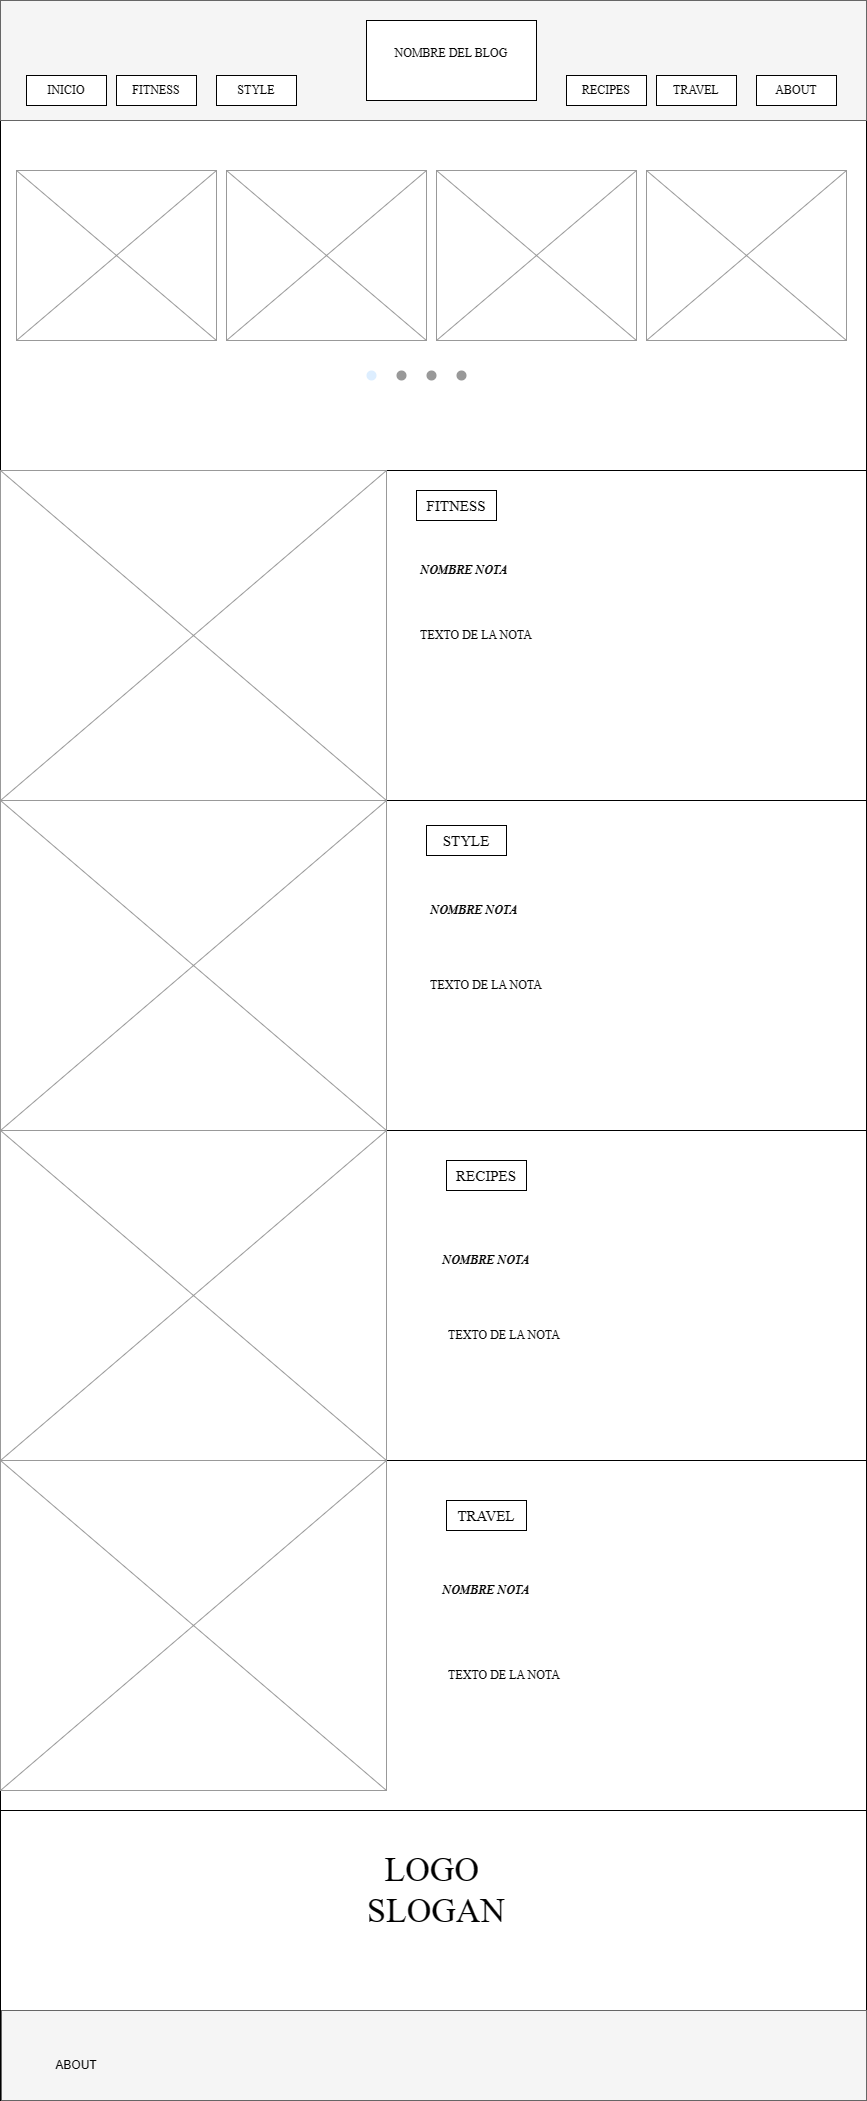 NOMBRE DEL BLOG
INICIO
FITNESS
STYLE
RECIPES
TRAVEL
ABOUT
FITNESS
NOMBRE NOTA
TEXTO DE LA NOTA
STYLE
NOMBRE NOTA
TEXTO DE LA NOTA
RECIPES
NOMBRE NOTA
TEXTO DE LA NOTA
TRAVEL
NOMBRE NOTA
TEXTO DE LA NOTA
LOGO
SLOGAN
ABOUT